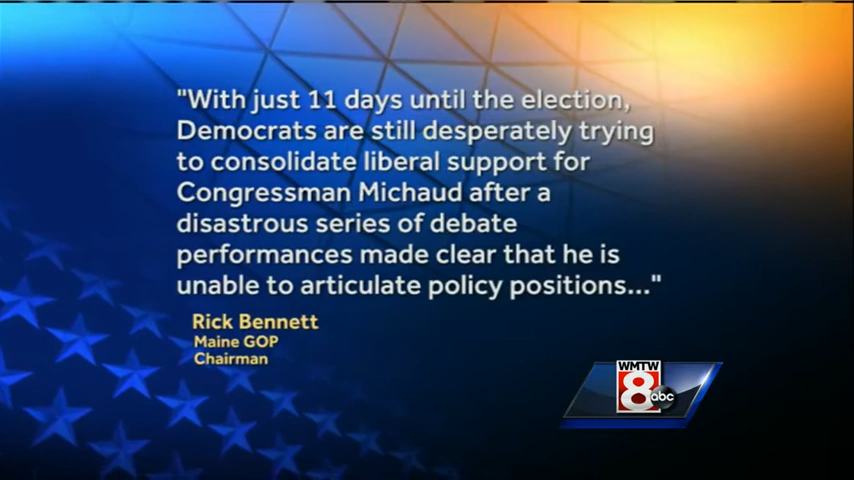 "With just 11 days until the election,
Democrats are still desperately trying
to consolidate liberal support for
Congressman Michaud after a
disastrous series of debate
performances made clear that he is
unable to articulate policy positions..."
Rick Bennett
Maine GOP
Chairman
WMTW
8
abc